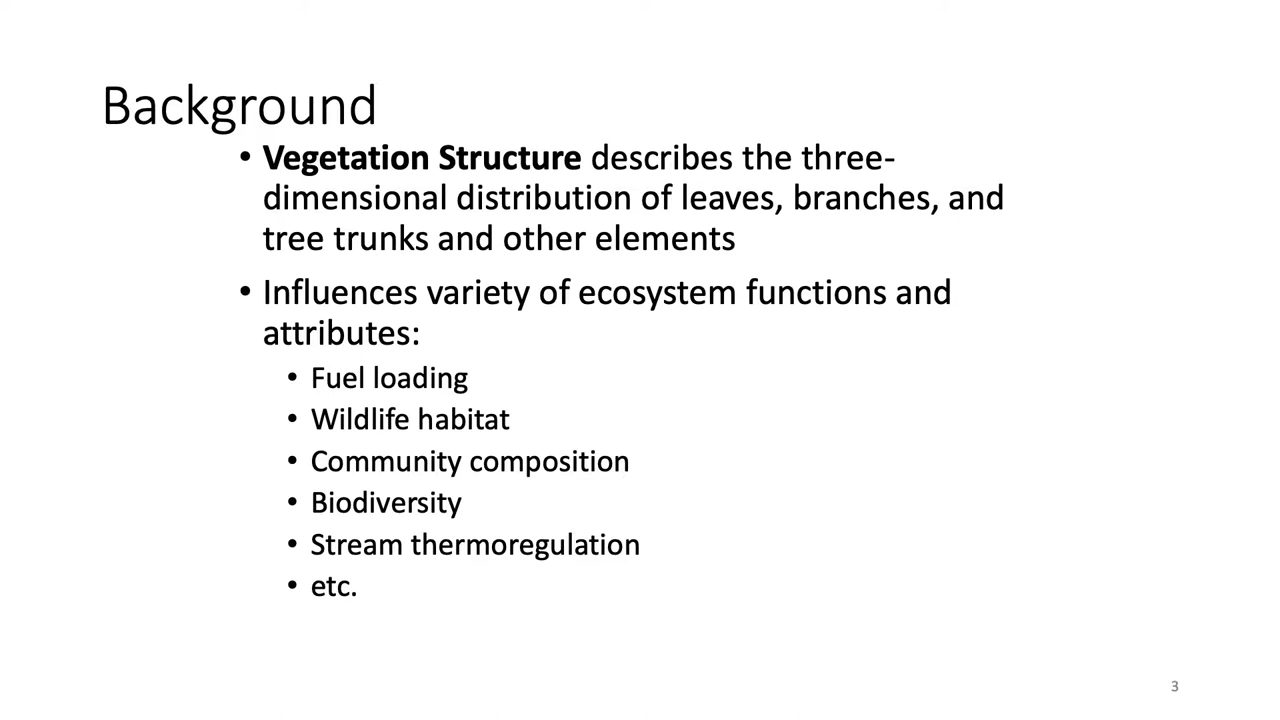 Background
• Vegetation Structure describes the three-
dimensional distribution of leaves, branches, and
tree trunks and other elements
• Influences variety of ecosystem functions and
attributes:
• Fuel loading
• Wildlife habitat
• Community composition
• Biodiversity
• Stream thermoregulation
• etc.
3